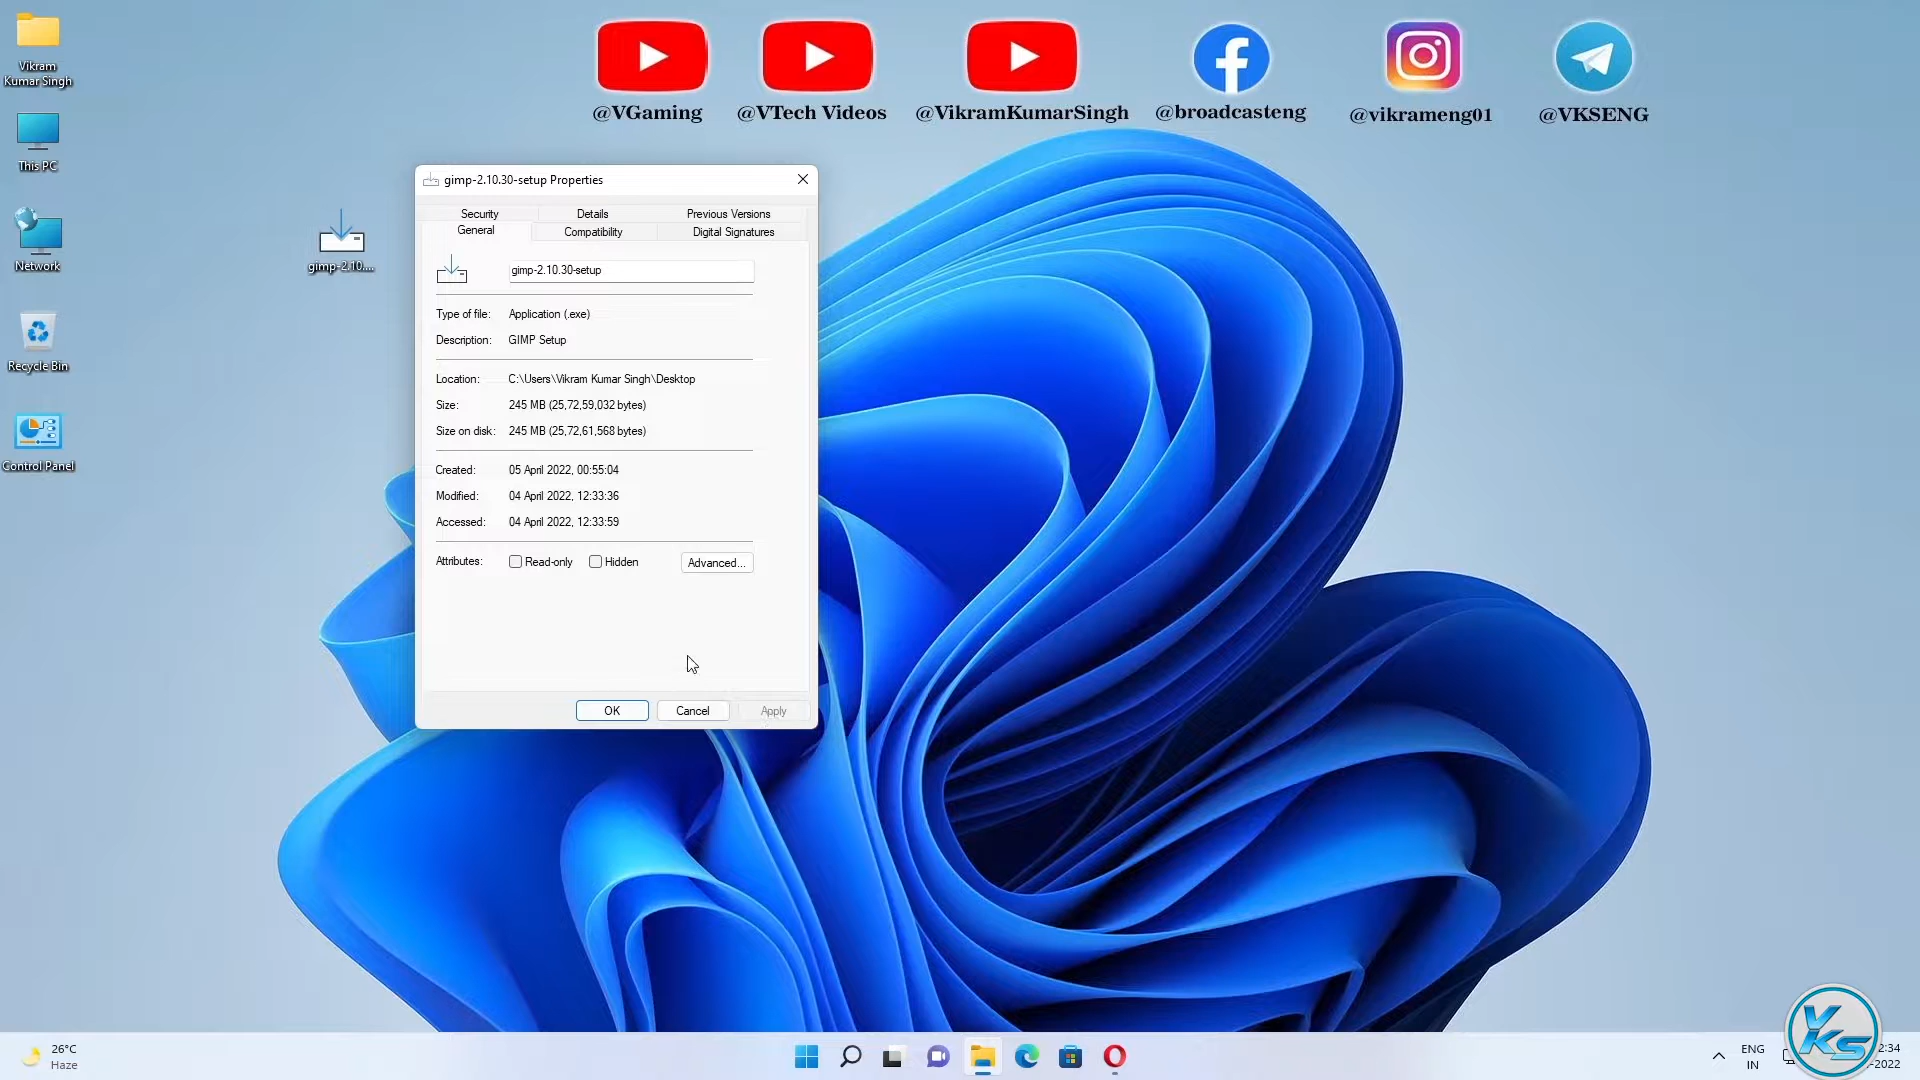 Vikram
Kumar Singh
This PC
Network
Recycle Bin
Control Panel
gimp-2.10....
@VGaming
@VTech Videos
@VikramKumarSingh
@broadcasteng
@vikrameng01
@VKSENG
gimp-2.10.30-setup Properties
Security
Details
Previous Versions
General
Compatibility
Digital Signatures
gimp-2.10.30-setup
Type of file: Application (.exe)
Description: GIMP Setup
Location: C:\Users\Vikram Kumar Singh\Desktop
Size: 245 MB (25,72,59,032 bytes)
Size on disk: 245 MB (25,72,61,568 bytes)
Created: 05 April 2022, 00:55:04
Modified: 04 April 2022, 12:33:36
Accessed: 04 April 2022, 12:33:59
Attributes: Read-only Hidden Advanced...
OK
Cancel
Apply
26°C
Haze
ENG
IN
2:34
-2022
VKS